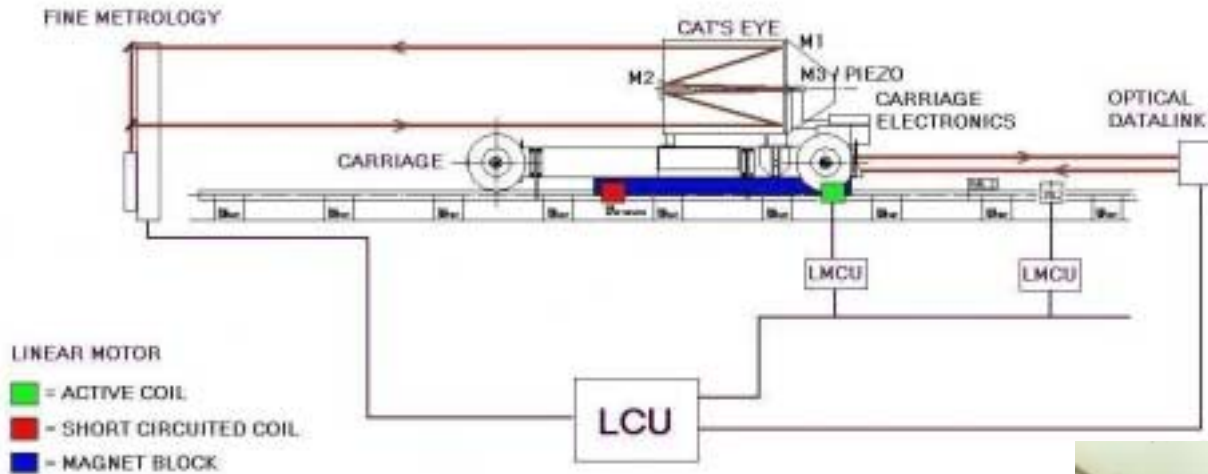 FINE METROLOGY
CAT'S EYE
M1
M2
M3 / PIEZO
CARRIAGE
ELECTRONICS
OPTICAL
DATALINK
CARRIAGE
LMCU
LMCU
LINEAR MOTOR
= ACTIVE COIL
= SHORT CIRCUITED COIL
= MAGNET BLOCK
LCU